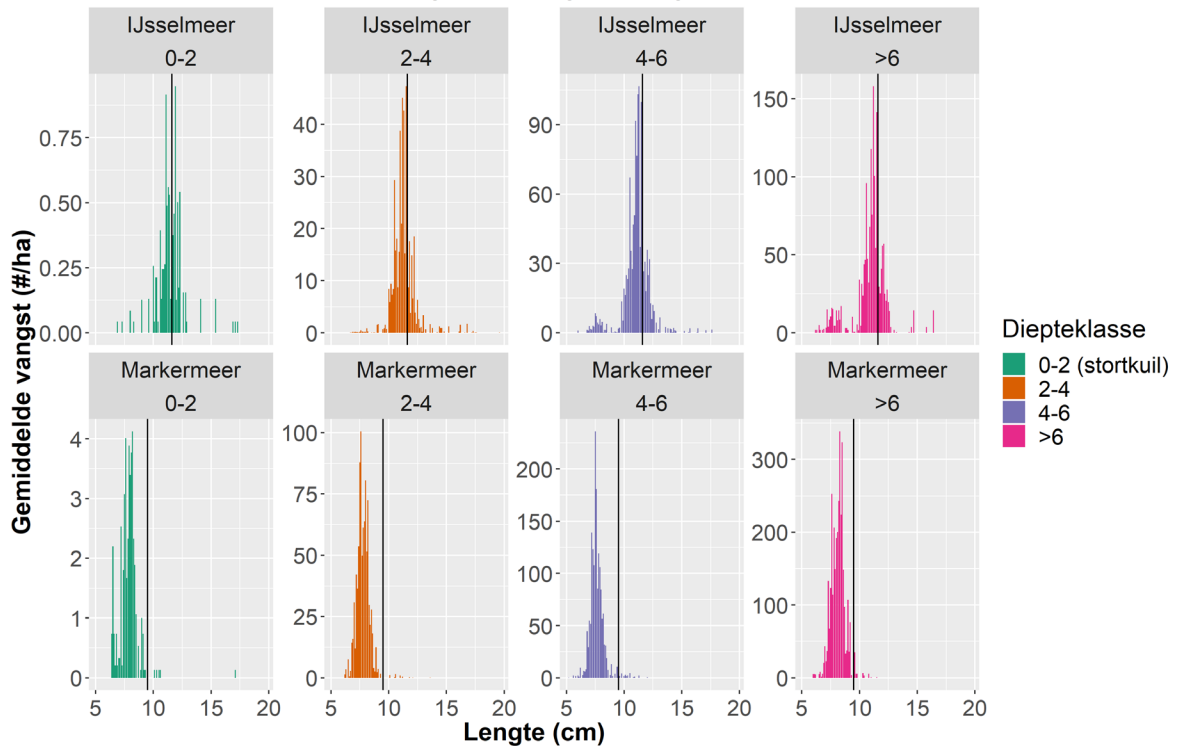 IJsselmeer
0-2
IJsselmeer
2-4
IJsselmeer
4-6
IJsselmeer
>6
0.75
0.50
0.25
0.00
40
30
20
10
0
90
60
30
0
150
100
50
0
Gemiddelde vangst (#/ha)
Markermeer
0-2
Markermeer
2-4
Markermeer
4-6
Markermeer
>6
4
3
2
1
0
100
75
50
25
0
200
150
100
50
0
300
200
100
0
5 10 15 20
5 10 15 20
5 10 15 20
5 10 15 20
Lengte (cm)
Diepteklasse
0-2 (stortkuil)
2-4
4-6
>6